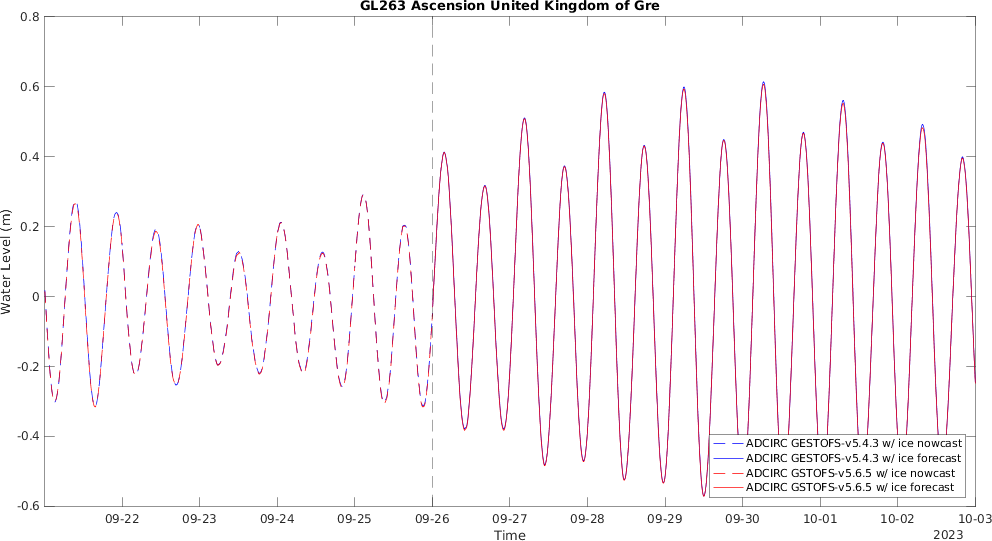 GL263 Ascension United Kingdom of Gre
Water Level (m)
0.8
0.6
0.4
0.2
0
-0.2
-0.4
-0.6
ADCIRC GESTOFS-v5.4.3 w/ ice nowcast
ADCIRC GESTOFS-v5.4.3 w/ ice forecast
ADCIRC GSTOFS-v5.6.5 w/ ice nowcast
ADCIRC GSTOFS-v5.6.5 w/ ice forecast
09-22 09-23 09-24 09-25 09-26 09-27 09-28 09-29 09-30 10-01 10-02 10-03
Time
2023